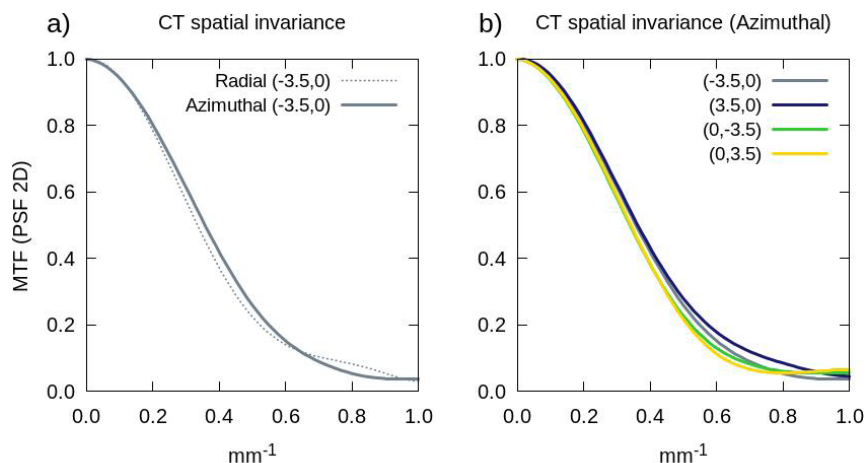 a)
CT spatial invariance
Radial (-3.5,0)
Azimuthal (-3.5,0)
MTF (PSF 2D)
1.0
0.8
0.6
0.4
0.2
0.0
0.0 0.2 0.4 0.6 0.8 1.0
mm-1
b)
CT spatial invariance (Azimuthal)
(-3.5,0)
(3.5,0)
(0,-3.5)
(0,3.5)
1.0
0.8
0.6
0.4
0.2
0.0
0.0 0.2 0.4 0.6 0.8 1.0
mm-1